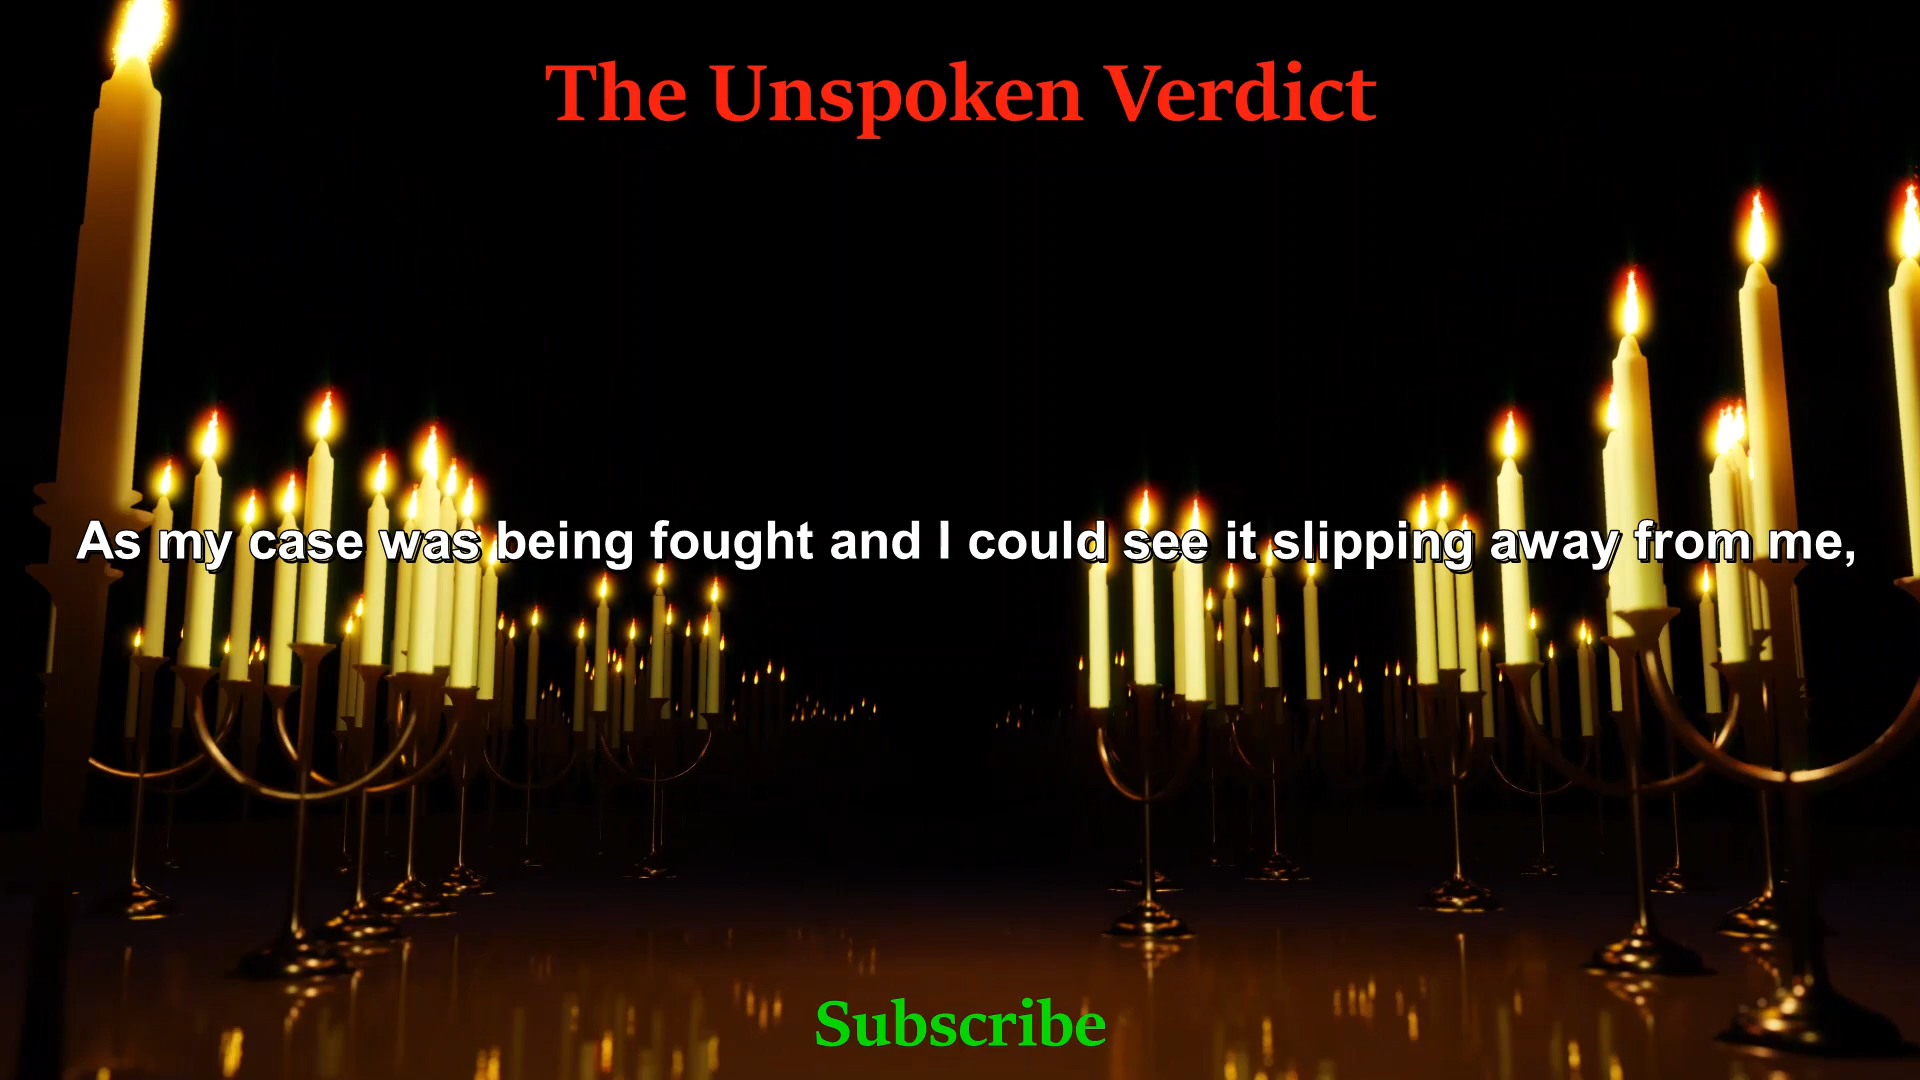 The Unspoken Verdict
As my case was being fought and I could see it slipping away from me,
Subscribe